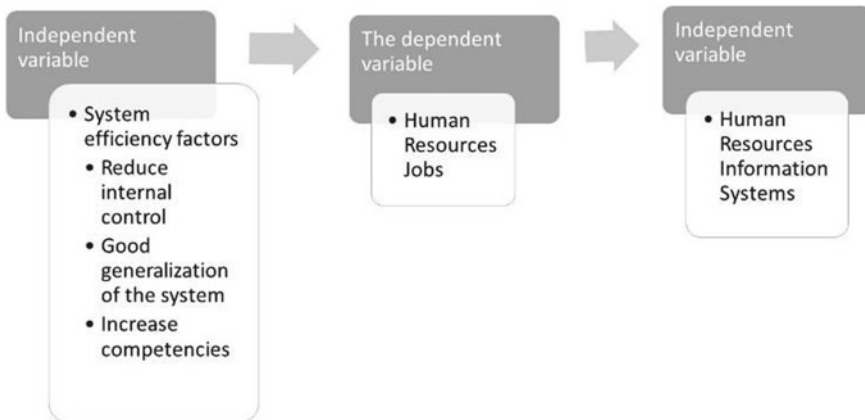 Independent
variable
• System
efficiency factors
• Reduce
internal
control
• Good
generalization
of the system
• Increase
competencies
The dependent
variable
• Human
Resources
Jobs
Independent
variable
• Human
Resources
Information
Systems